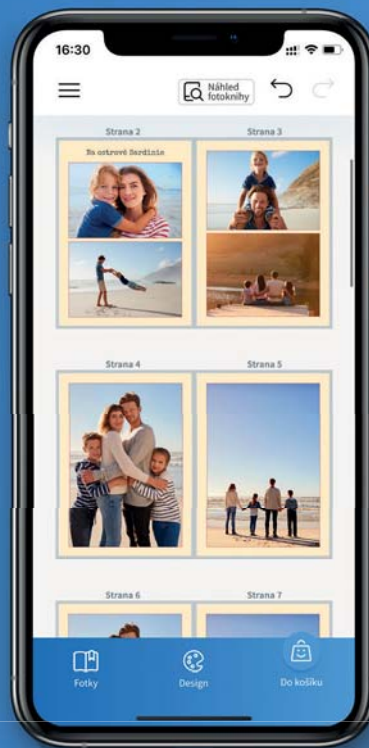 16:30
Náhled
fotoknihy
Strana 2
Strana 3
Na ostrově Sardinie
Strana 4
Strana 5
Strana 6
Strana 7
Fotky
Design
Do košíku